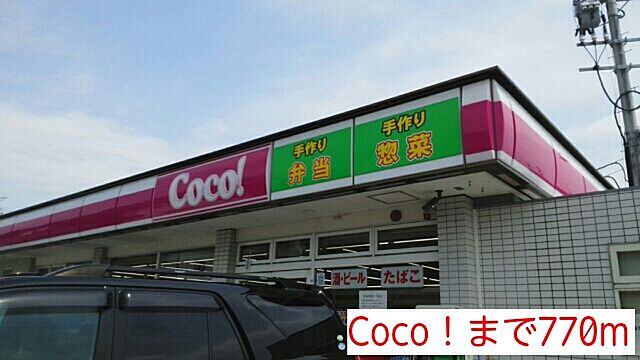 Coco!
手作り
弁当
手作り
惣菜
酒・ビール
たばこ
Coco！まで770m